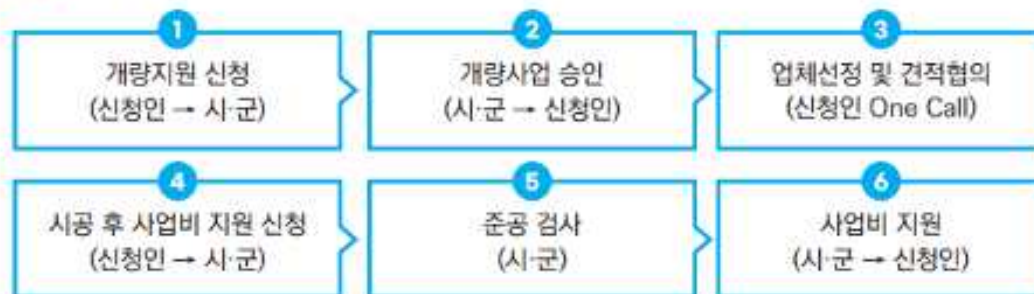 1
개량지원 신청
(신청인 → 시·군)
2
개량사업 승인
(시·군 → 신청인)
3
업체선정 및 견적협의
(신청인 One Call)
4
시공 후 사업비 지원 신청
(신청인 → 시·군)
5
준공 검사
(시·군)
6
사업비 지원
(시·군 → 신청인)